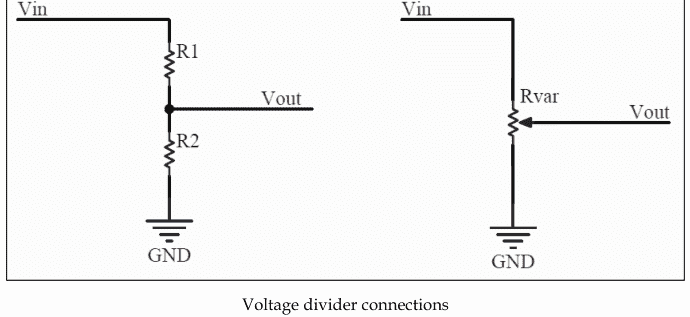 Vin
R1
Vout
R2
GND
Vin
Rvar
Vout
GND
Voltage divider connections